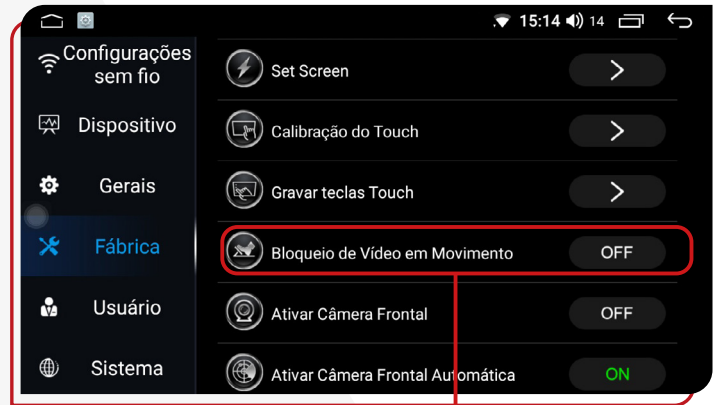 15:14 14
Configurações
sem fio
Dispositivo
Gerais
Fábrica
Usuário
Sistema
Set Screen
Calibração do Touch
Gravar teclas Touch
Bloqueio de Vídeo em Movimento OFF
Ativar Câmera Frontal OFF
Ativar Câmera Frontal Automática ON